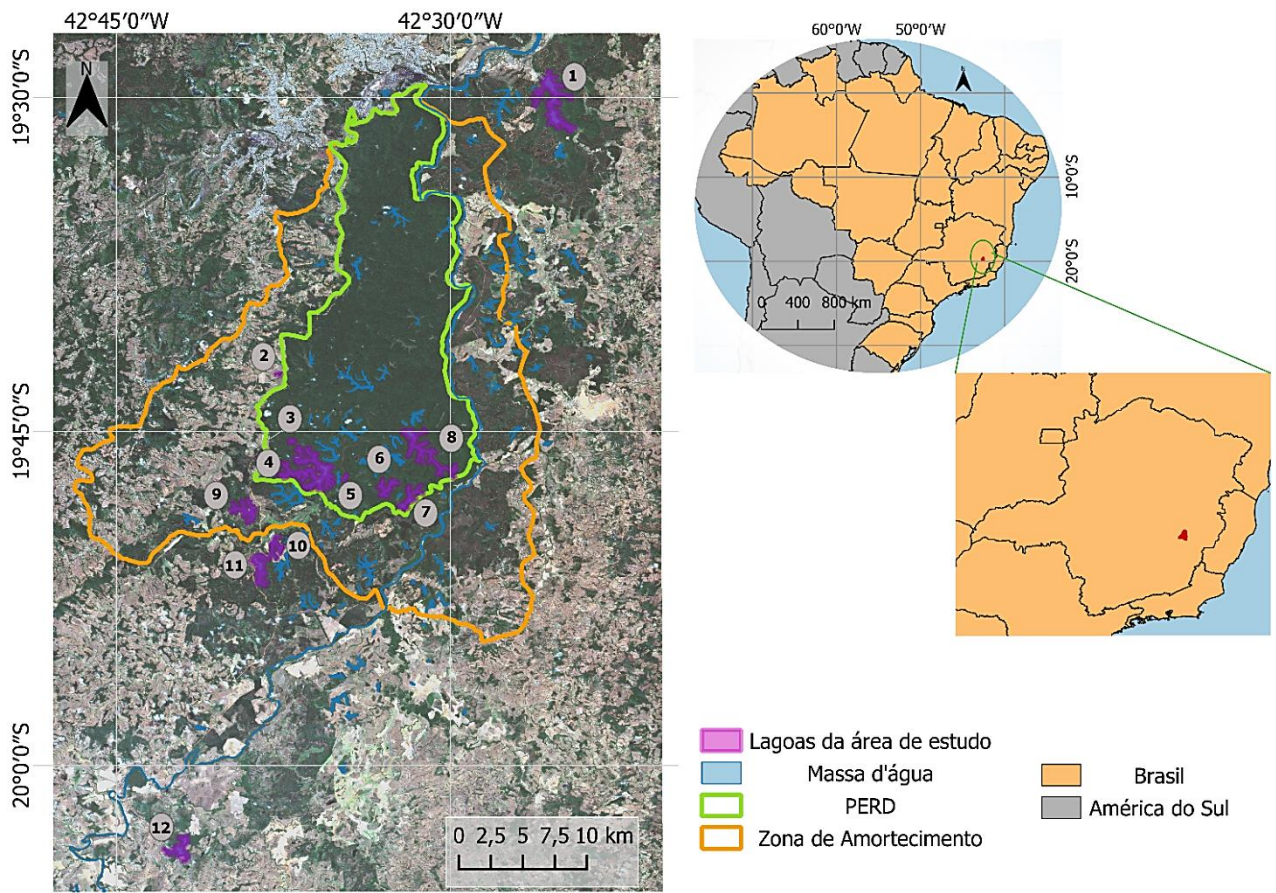 42°45'0"W
42°30'0"W
N
19°30'0"S
19°45'0"S
20°0'0"S
1
2
3
4
5
6
7
8
9
10
11
12
0 2,5 5 7,5 10 km
60°0'W 50°0'W
10°0'S
20°0'S
0 400 800 km
Lagoas da área de estudo
Massa d'água
PERD
Zona de Amortecimento
Brasil
América do Sul